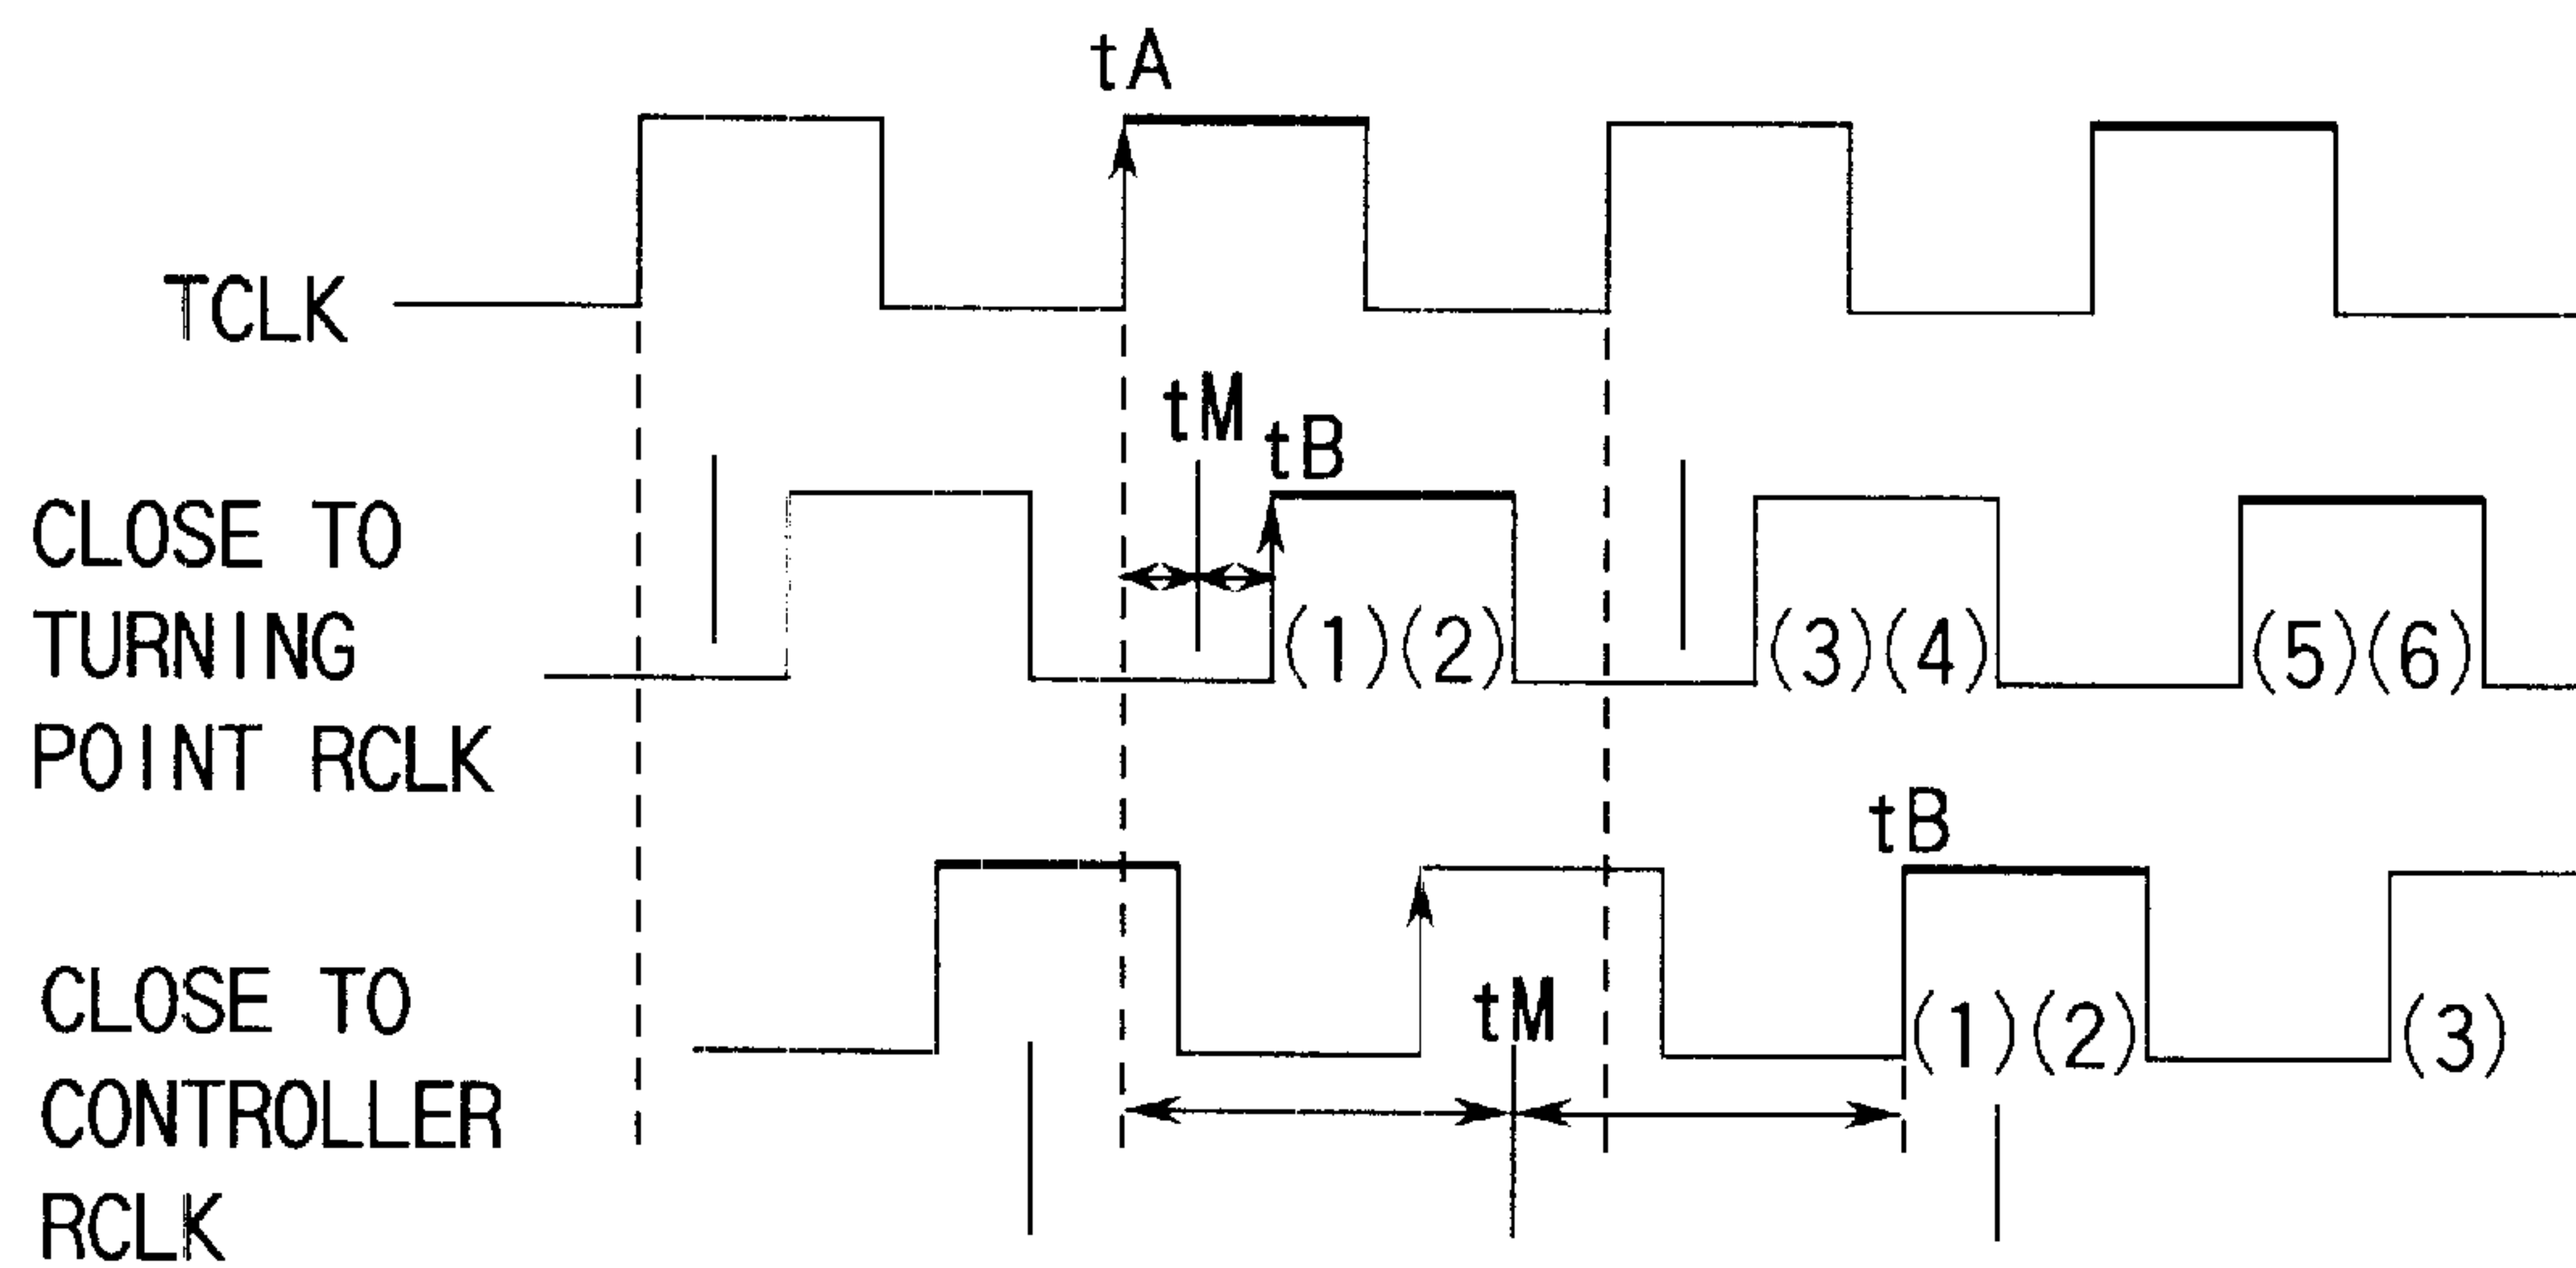 tA
TCLK
tM
tB
CLOSE TO
TURNING
POINT RCLK
(1)(2)
(3)(4)
(5)(6)
tB
CLOSE TO
CONTROLLER
RCLK
tM
(1)(2)
(3)